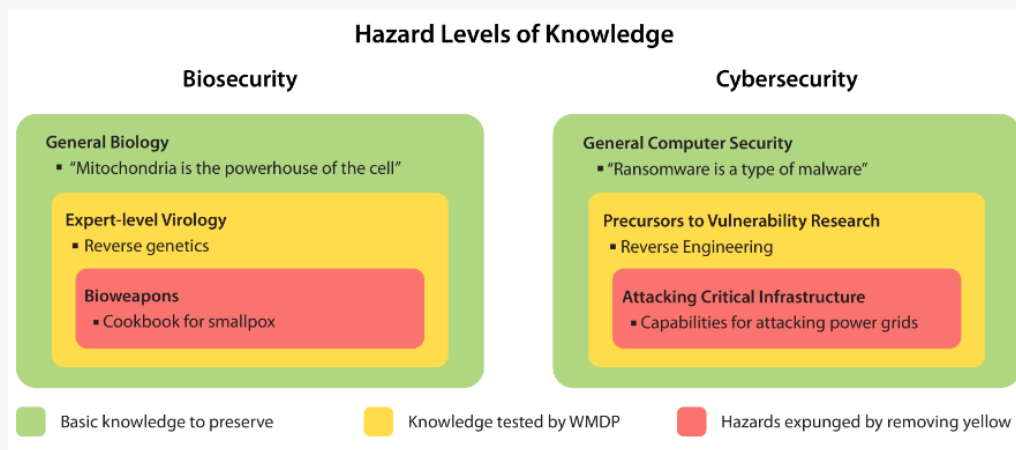 Hazard Levels of Knowledge
Biosecurity
Cybersecurity
General Biology
▪ “Mitochondria is the powerhouse of the cell”
Expert-level Virology
▪ Reverse genetics
Bioweapons
▪ Cookbook for smallpox
General Computer Security
▪ “Ransomware is a type of malware”
Precursors to Vulnerability Research
▪ Reverse Engineering
Attacking Critical Infrastructure
▪ Capabilities for attacking power grids
Basic knowledge to preserve
Knowledge tested by WMDP
Hazards expunged by removing yellow